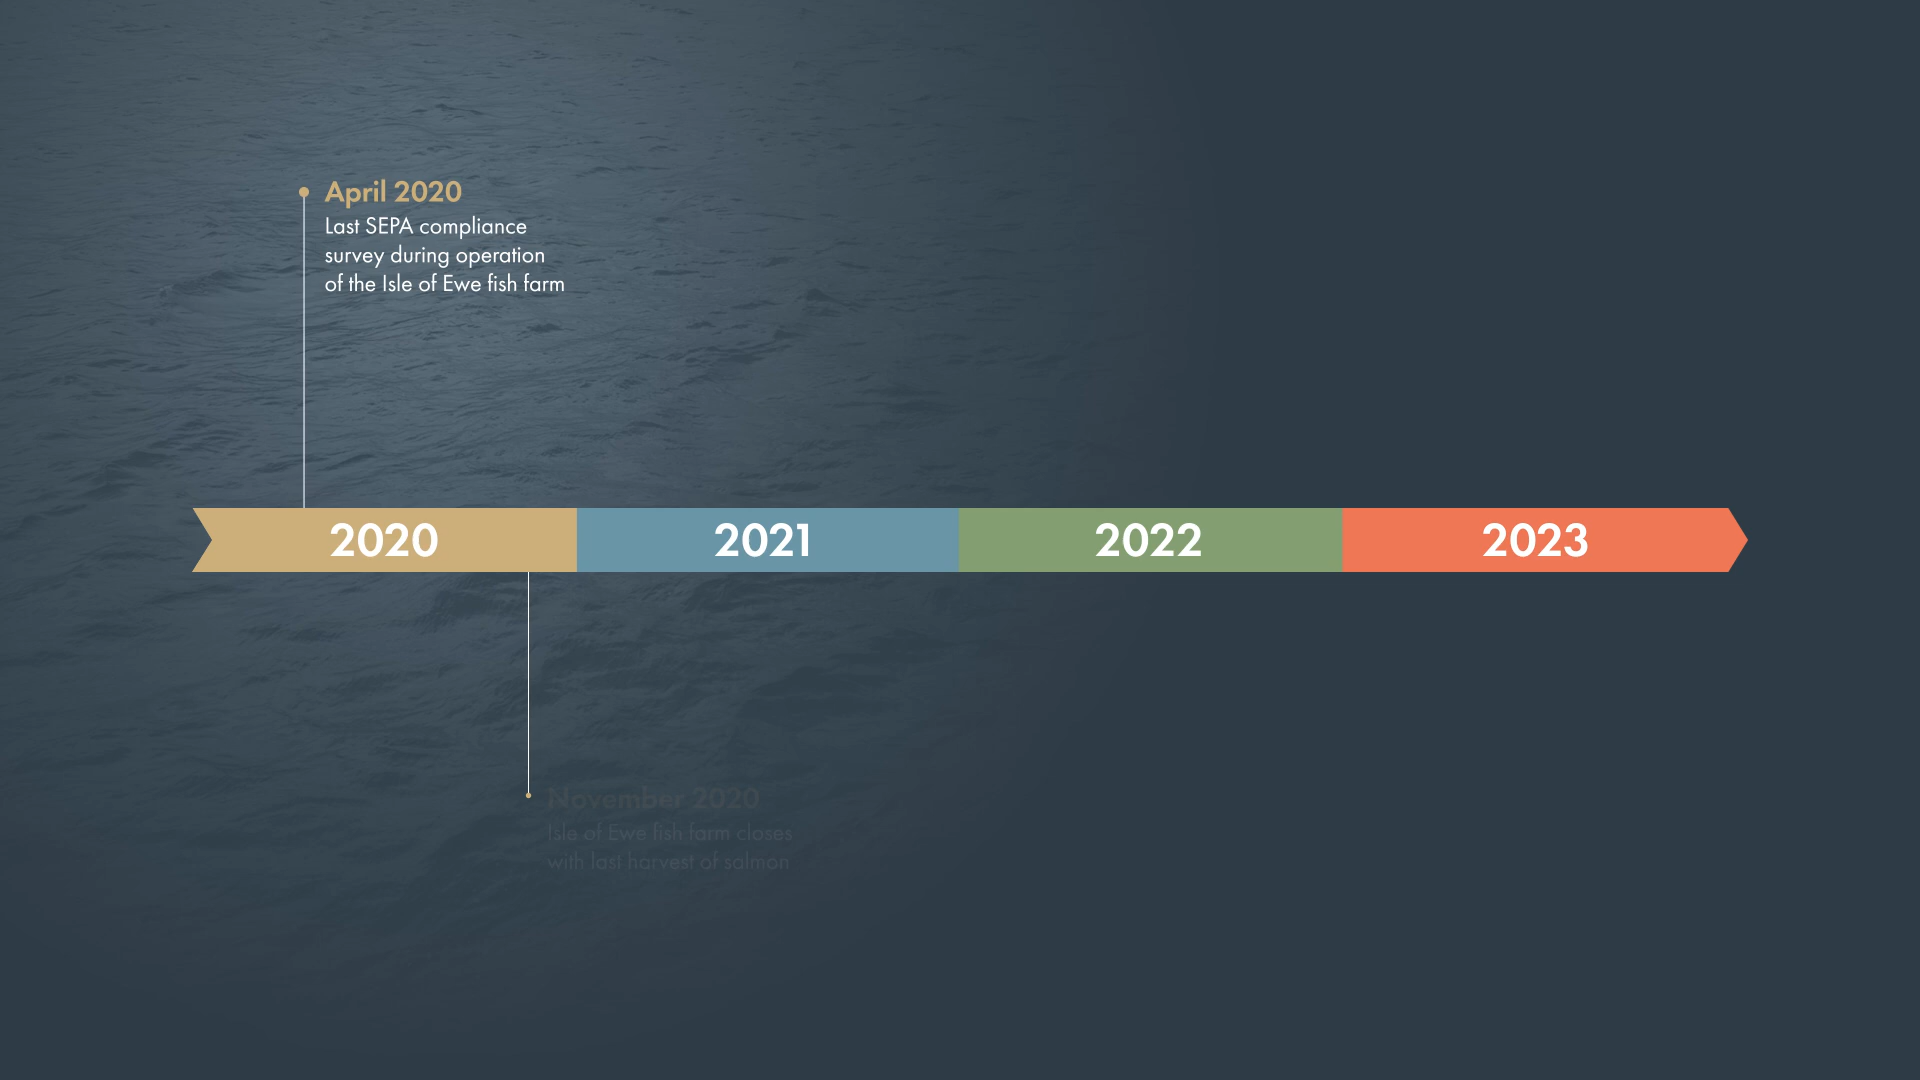 April 2020
Last SEPA compliance
survey during operation
of the Isle of Ewe fish farm
2020 2021 2022 2023
November 2020
Isle of Ewe fish farm closes
with last harvest of salmon